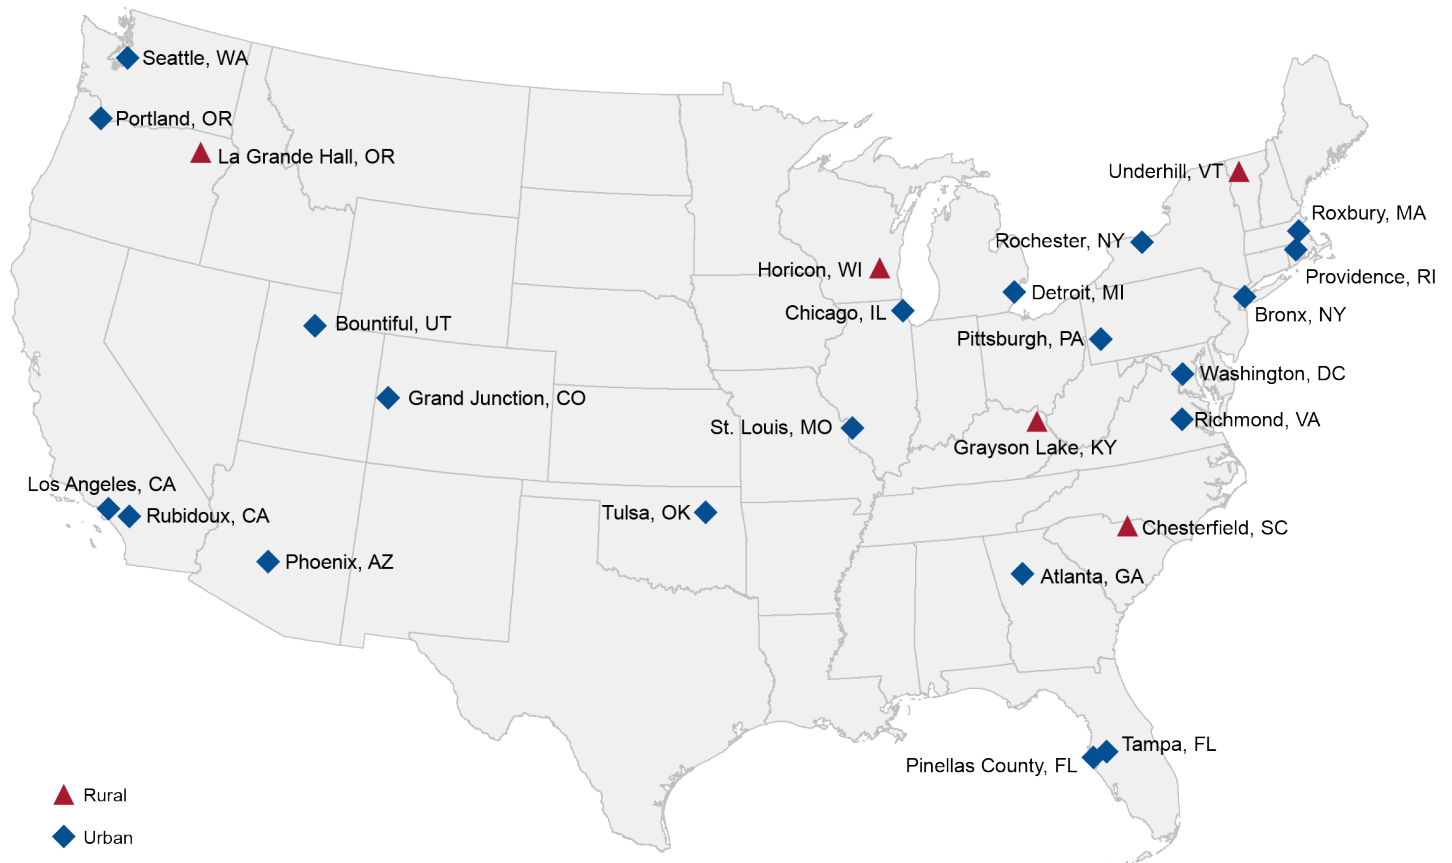 Seattle, WA
Portland, OR
La Grande Hall, OR
Underhill, VT
Roxbury, MA
Rochester, NY
Horicon, WI
Providence, RI
Detroit, MI
Chicago, IL
Bronx, NY
Bountiful, UT
Pittsburgh, PA
Washington, DC
Grand Junction, CO
Richmond, VA
St. Louis, MO
Grayson Lake, KY
Los Angeles, CA
Rubidoux, CA
Tulsa, OK
Chesterfield, SC
Phoenix, AZ
Atlanta, GA
Tampa, FL
Pinellas County, FL
Rural
Urban